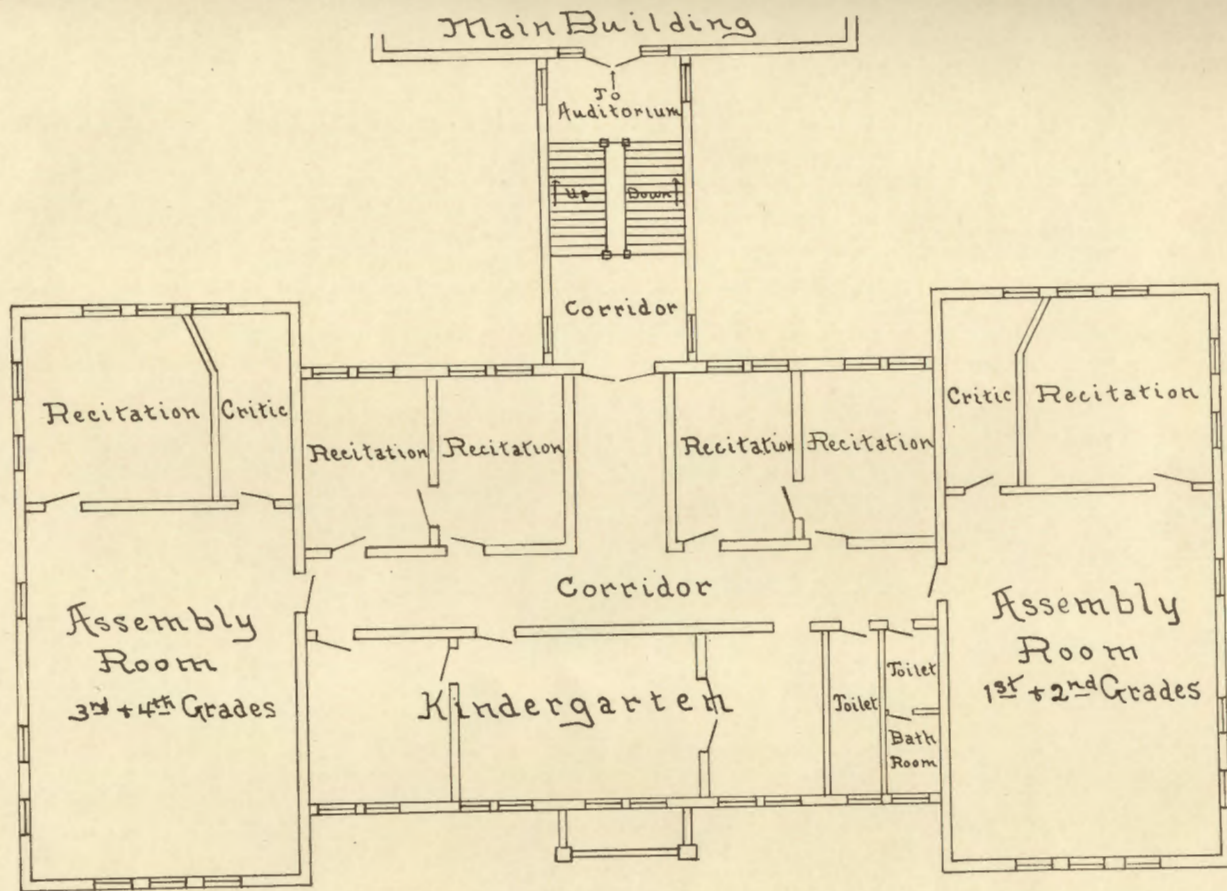 Main Building
To
Auditorium
Up
Down
Corridor
Recitation
Critic
Recitation
Recitation
Recitation
Recitation
Critic
Recitation
Corridor
Assembly
Room
3rd + 4th Grades
Kindergarten
Toilet
Toilet
Bath
Room
Assembly
Room
1st + 2nd Grades